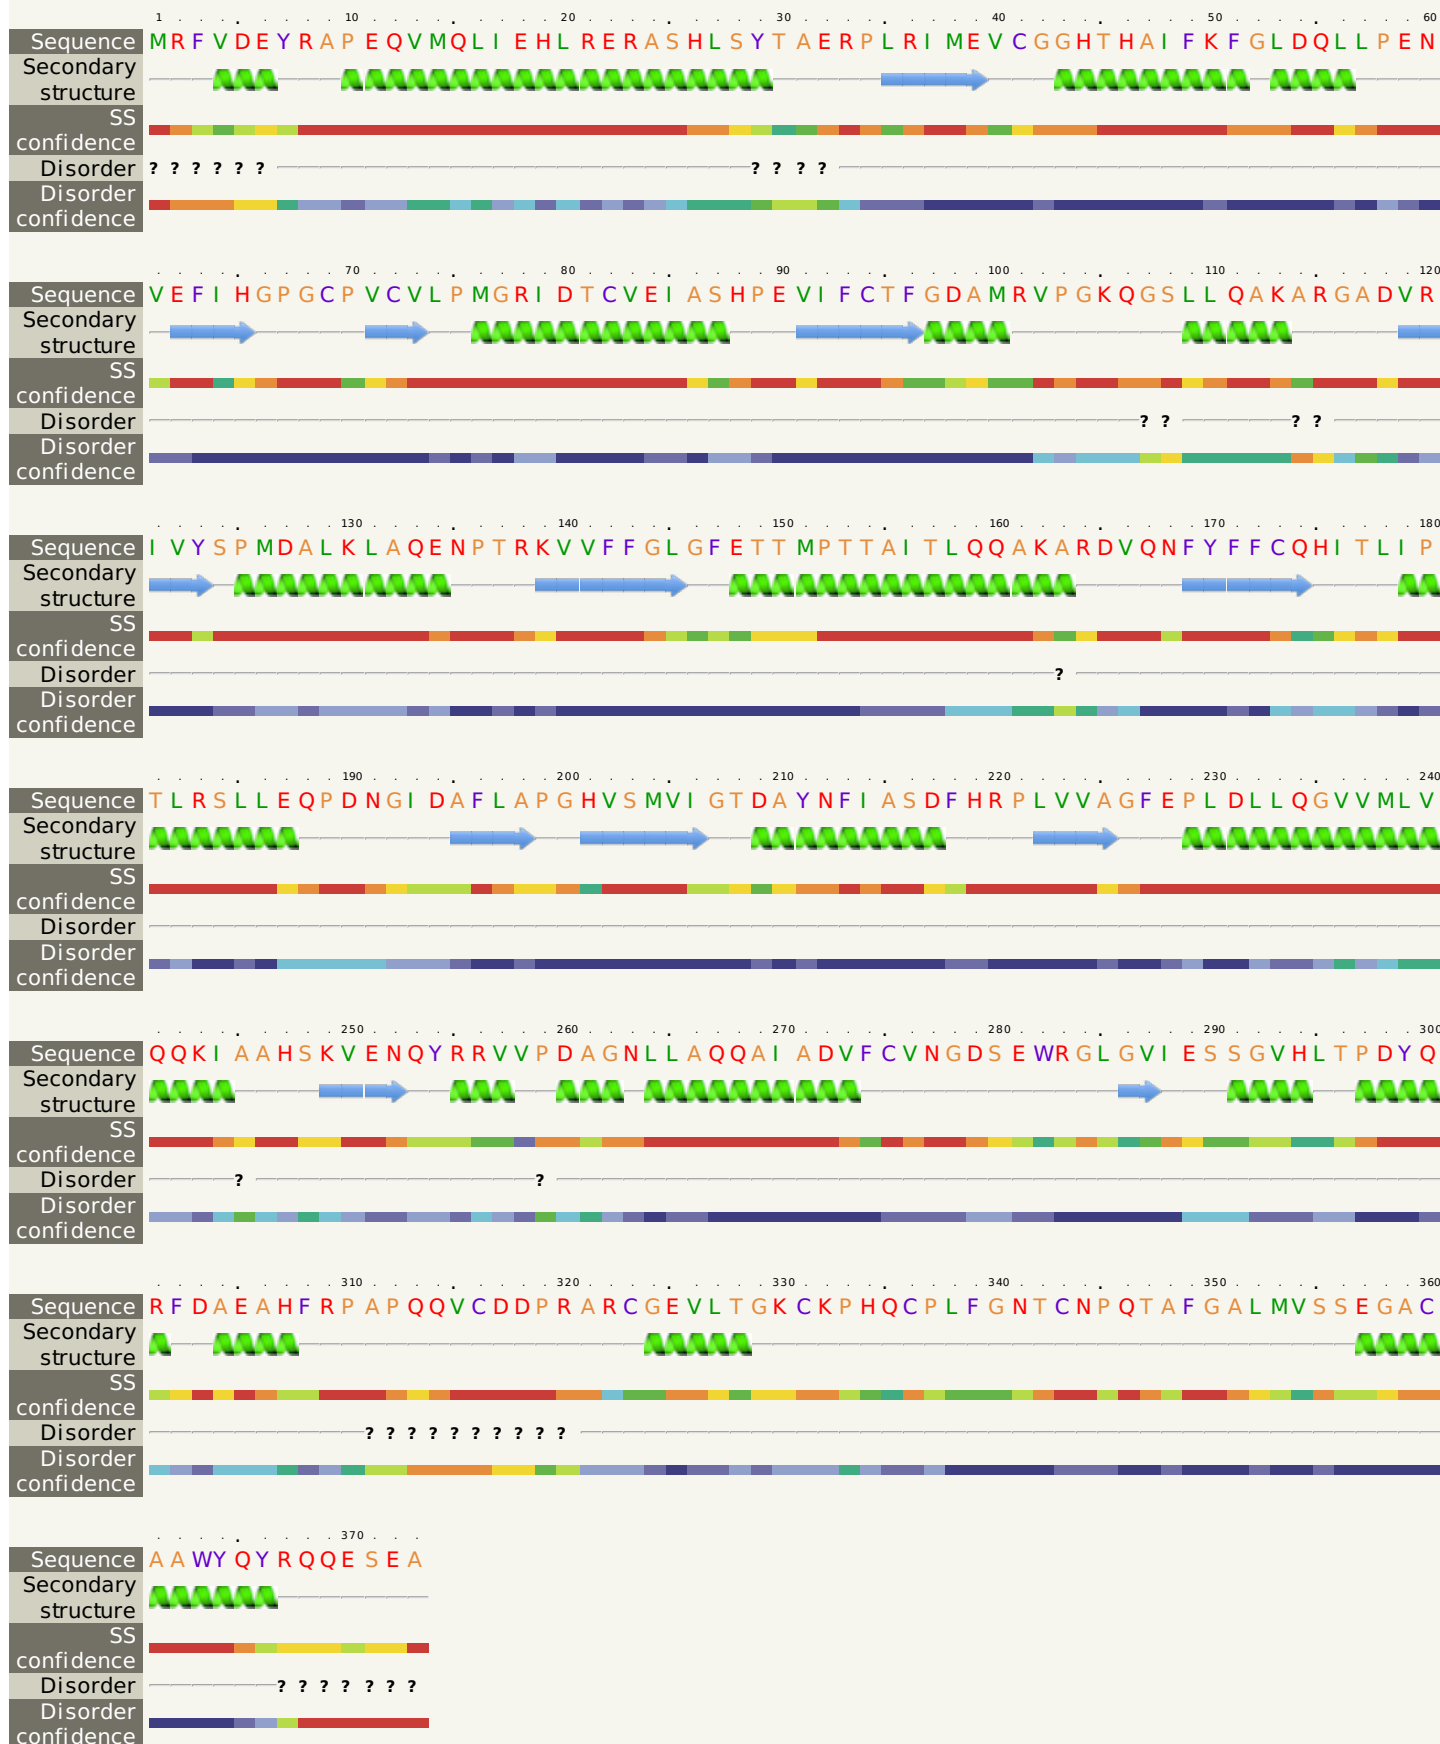 1 10 20 30 40 50 60
Sequence MRFVDEYRAPEQVMQLIEHLRERASHLSYTAERPLRIMEVCGGHTHAIFKFGLDQLLPEN
Secondary
structure
SS
confidence
Disorder ? ? ? ? ? ? ? ? ? ?
Disorder
confidence
70 80 90 100 110 120
Sequence VEFIHGPGCPVCVLPMGRIDTCVEIASHPEVIFCTFGDAMRVPGKQGSLLQAKARGADVR
Secondary
structure
SS
confidence
Disorder ? ? ? ?
Disorder
confidence
130 140 150 160 170 180
Sequence IVYSPMDALKLAQENPTRKVVFFGLGFETTMPTTAITLQQAKARDVQNFYFFCQHITLIP
Secondary
structure
SS
confidence
Disorder ?
Disorder
confidence
190 200 210 220 230 240
Sequence TLRSLLEQPDNGIDAFLAPGHVSMVIGTDAYNFIASDFHRPLVVAGFEPLDLLQGVVMLV
Secondary
structure
SS
confidence
Disorder
Disorder
confidence
250 260 270 280 290 300
Sequence QQKIAAHSKVENQYRRVVPDAGNLLAQQAIADVFCVNGDSEWRGLGVIESSGVHLTPDYQ
Secondary
structure
SS
confidence
Disorder ? ?
Disorder
confidence
310 320 330 340 350 360
Sequence RFDAEAHFRPAPQQVCDDPRARCGEVLTGKCKPHQCPLFGNTCNPQTAFGALMVSSEGAC
Secondary
structure
SS
confidence
Disorder ? ? ? ? ? ? ? ? ? ?
Disorder
confidence
370
Sequence AAWYQYRQQESEA
Secondary
structure
SS
confidence
Disorder ? ? ? ? ? ? ?
Disorder
confidence